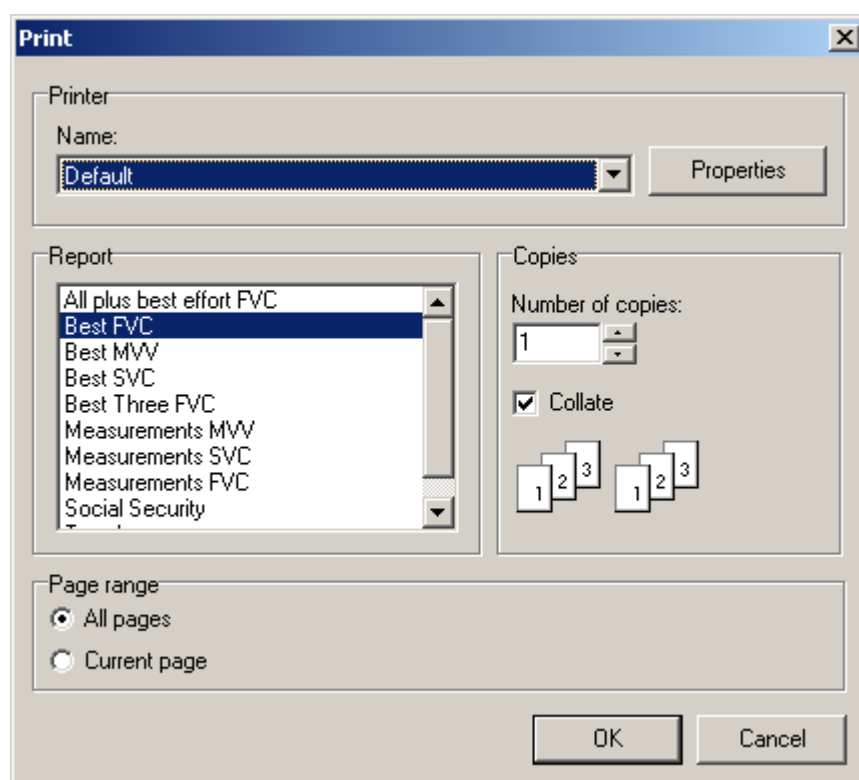 Print
Printer
Name:
Default
Properties
Report
All plus best effort FVC
Best FVC
Best MVV
Best SVC
Best Three FVC
Measurements MVV
Measurements SVC
Measurements FVC
Social Security
Copies
Number of copies:
1
Collate
1 2 3 1 2 3
Page range
All pages
Current page
OK
Cancel